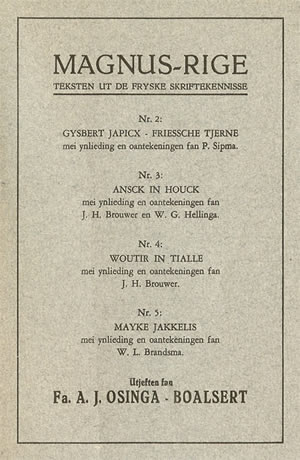 MAGNUS-RIGE
TEKSTEN UT DE FRYSKE SKRIFTEKENNISSE
Nr. 2:
GYSBERT JAPICX - FRIESSCHE TJERNE
mei ynlieding en oantekeningen fan P. Sipma.
Nr. 3:
ANSCK IN HOUCK
mei ynlieding en oantekeningen fan
J. H. Brouwer en W. G. Hellinga.
Nr. 4:
WOUTIR IN TIALLE
mei ynlieding en oantekeningen fan
J. H. Brouwer.
Nr. 5:
MAYKE JAKKELIS
mei ynlieding en oantekeningen fan
W. L. Brandsma.
Utjeften fan
Fa. A. J. OSINGA - BOALSERT